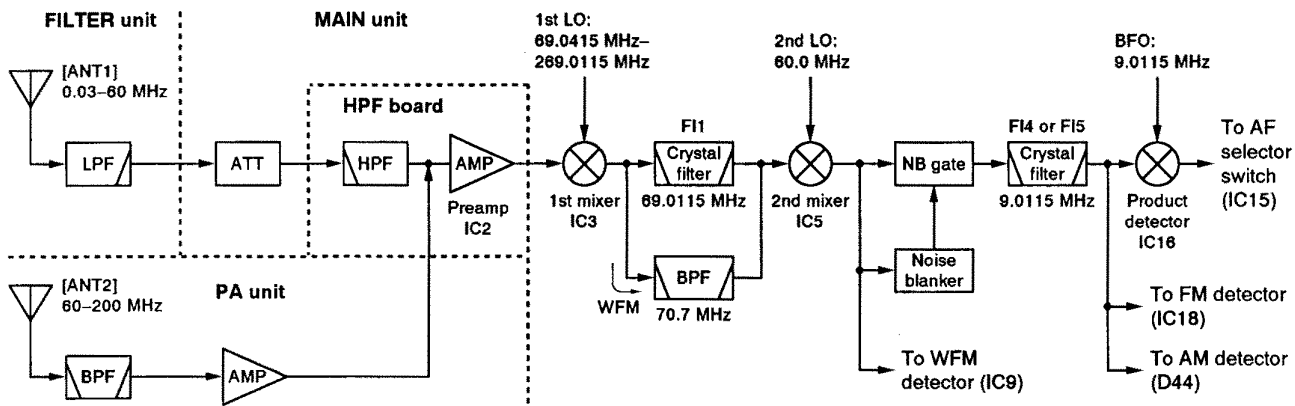 FILTER unit
MAIN unit
1st LO:
69.0415 MHz–
269.0115 MHz
2nd LO:
60.0 MHz
BFO:
9.0115 MHz
[ANT1]
0.03–60 MHz
HPF board
LPF
ATT
HPF
AMP
Preamp
IC2
1st mixer
IC3
FI1
Crystal
filter
69.0115 MHz
2nd mixer
IC5
NB gate
FI4 or FI5
Crystal
filter
9.0115 MHz
Product
detector
IC16
To AF
selector
switch
(IC15)
Noise
blanker
WFM
BPF
70.7 MHz
[ANT2]
60–200 MHz
PA unit
BPF
AMP
To WFM
detector (IC9)
To FM detector
(IC18)
To AM detector
(D44)